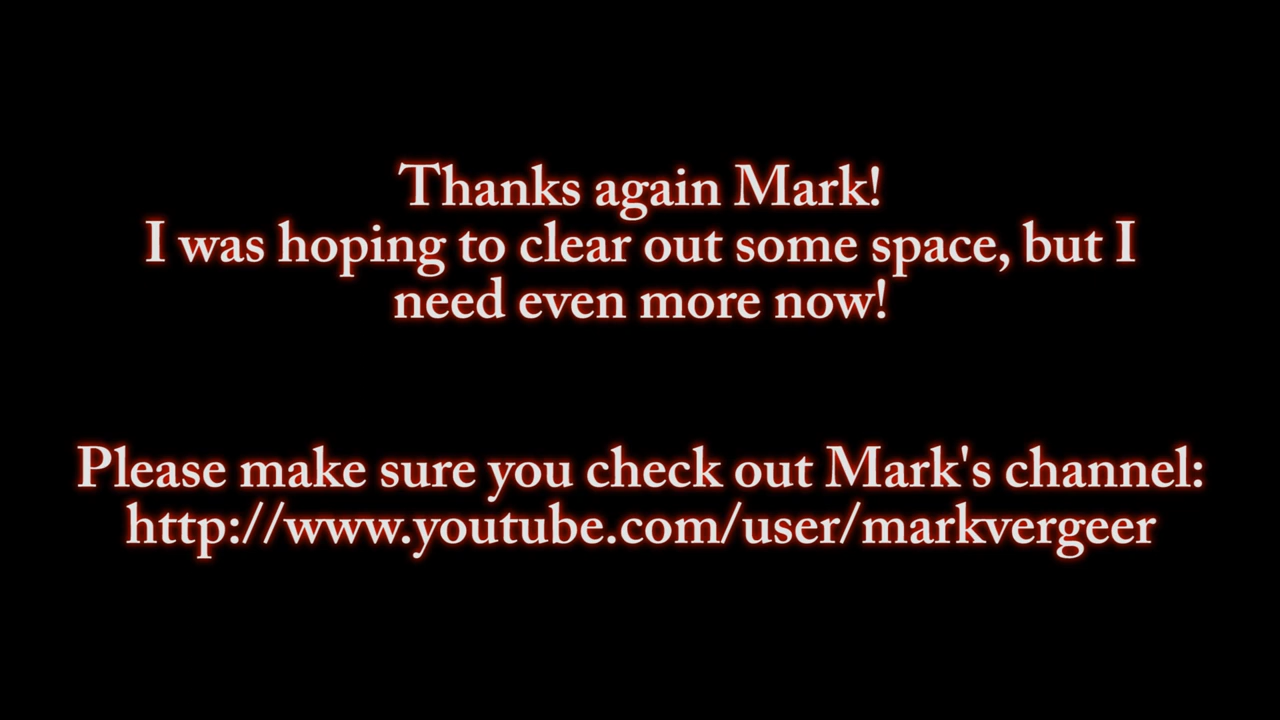 Thanks again Mark!
I was hoping to clear out some space, but I
need even more now!
Please make sure you check out Mark's channel:
http://www.youtube.com/user/markvergeer